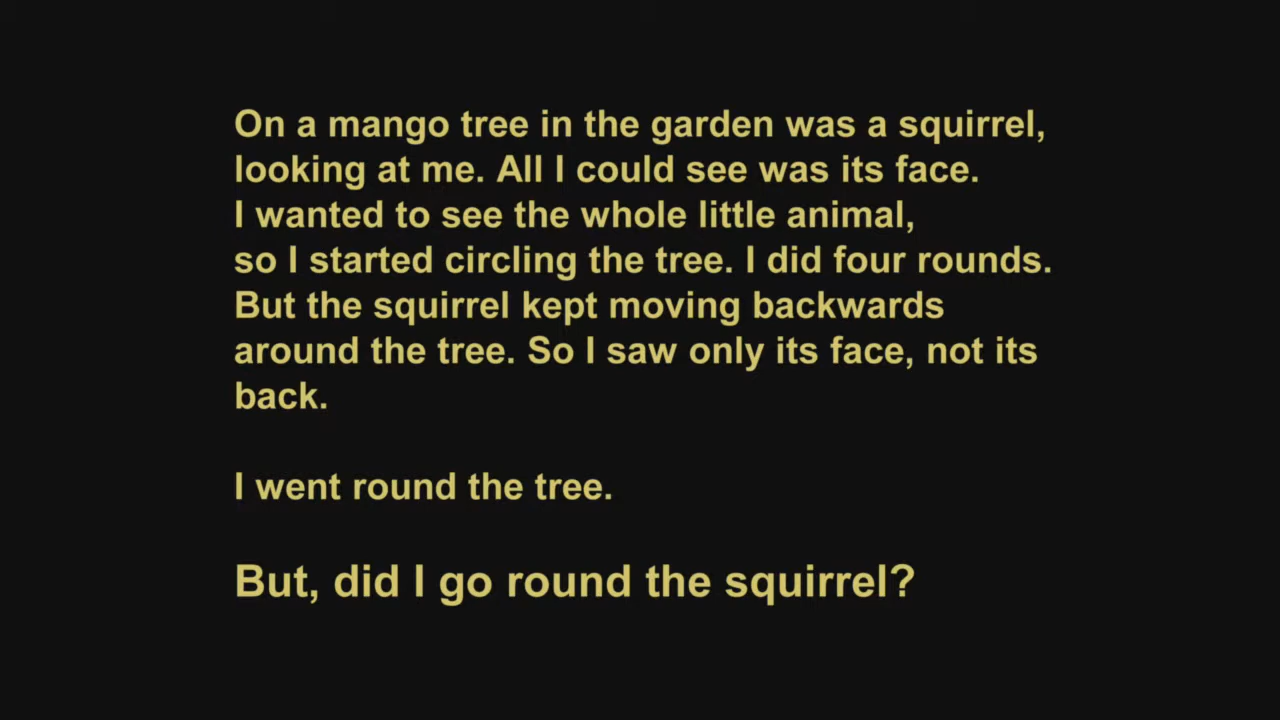 On a mango tree in the garden was a squirrel,
looking at me. All I could see was its face.
I wanted to see the whole little animal,
so I started circling the tree. I did four rounds.
But the squirrel kept moving backwards
around the tree. So I saw only its face, not its
back.
I went round the tree.
But, did I go round the squirrel?